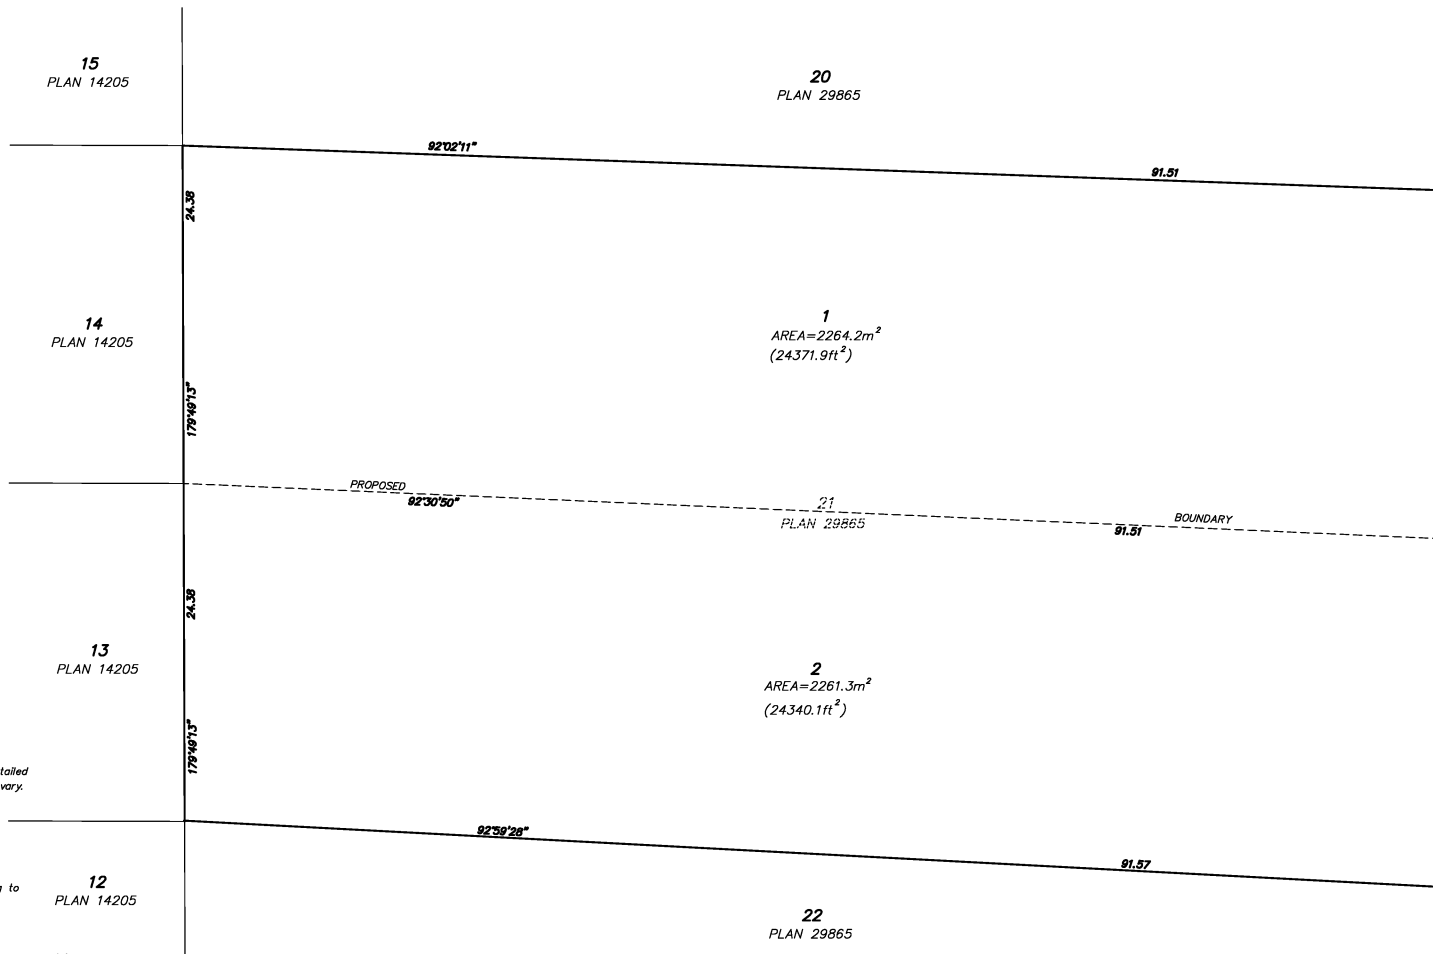 15
PLAN 14205
20
PLAN 29865
92°02'11"
91.51
24.38
14
PLAN 14205
1
AREA=2264.2m²
(24371.9ft²)
179°49'13"
PROPOSED
92°30'50"
21
PLAN 29865
BOUNDARY
91.51
24.38
13
PLAN 14205
2
AREA=2261.3m²
(24340.1ft²)
179°49'13"
tailed
vary.
92°59'28"
91.57
12
PLAN 14205
to
22
PLAN 29865